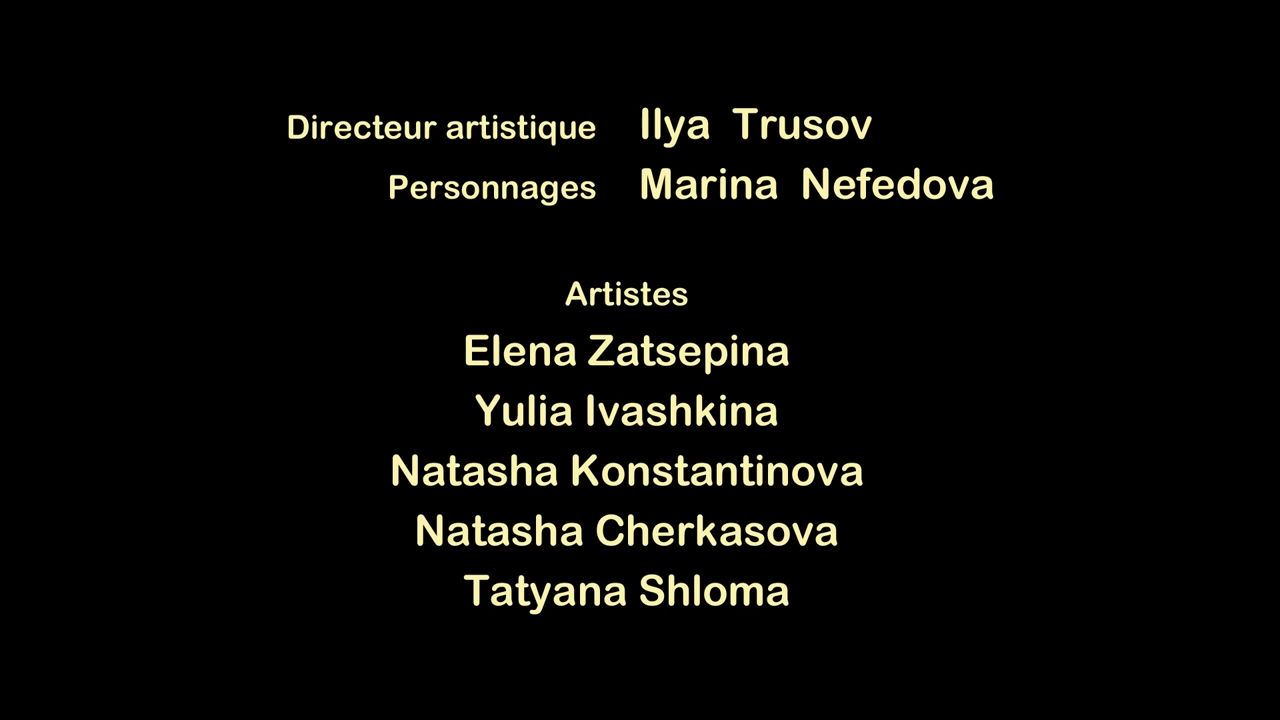 Directeur artistique Ilya Trusov
Personnages Marina Nefedova
Artistes
Elena Zatsepina
Yulia Ivashkina
Natasha Konstantinova
Natasha Cherkasova
Tatyana Shloma